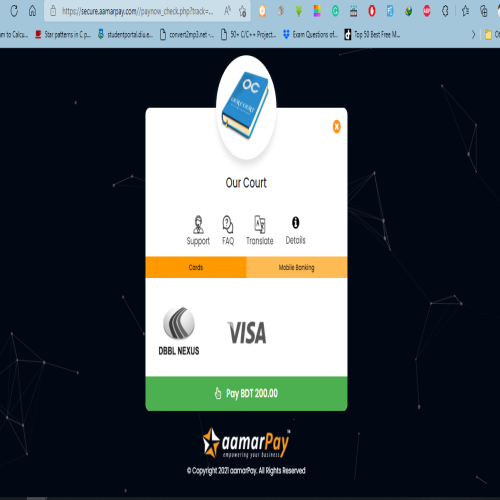 https://secure.aamarpay.com//paynow_check.php?track=...
m to Calcu...
Star patterns in C p...
studentportal.diu.e...
convert2mp3.net -...
50+ C/C++ Project...
Exam Questions of...
Top 50 Best Free M...
OC
OUR COURT
Our Court
Support
FAQ
Translate
Details
Cards
Mobile Banking
DBBL NEXUS
VISA
Pay BDT 200.00
aamarPay
empowering your business
© Copyright 2021 aamarPay. All Rights Reserved